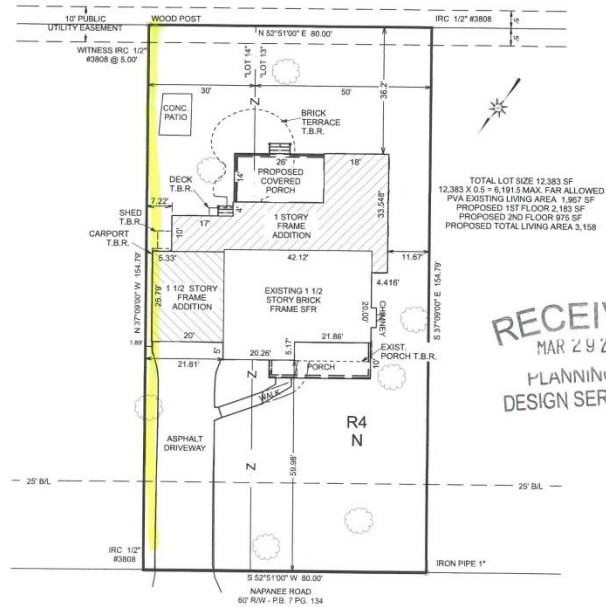 10' PUBLIC
UTILITY EASEMENT
WOOD POST
IRC 1/2" #3808
5'
5'
WITNESS IRC 1/2"
#3808 @ 5.00'
N 52°51'00" E 80.00'
"LOT 14"
"LOT 13"
30'
50'
36.2'
CONC.
PATIO
BRICK
TERRACE
T.B.R.
26'
18'
PROPOSED
COVERED
PORCH
14'
4'
DECK
T.B.R.
7.22'
17'
33.548'
SHED
T.B.R.
10'
1 STORY
FRAME
ADDITION
CARPORT
T.B.R.
5.33'
42.12'
11.67'
4.416'
TOTAL LOT SIZE 12,383 SF
12,383 X 0.5 = 6,191.5 MAX. FAR ALLOWED
PVA EXISTING LIVING AREA 1,967 SF
PROPOSED 1ST FLOOR 2,183 SF
PROPOSED 2ND FLOOR 975 SF
PROPOSED TOTAL LIVING AREA 3,158
N 37°09'00" W 154.79'
S 37°09'00" E 154.79'
25.79'
1 1/2 STORY
FRAME
ADDITION
EXISTING 1 1/2
STORY BRICK
FRAME SFR
20.00'
CHIMNEY
20'
1.89'
21.81'
5'
20.26'
5.17'
21.86'
10'
PORCH
EXIST.
PORCH T.B.R.
WALK
RECEIV
MAR 29 2
PLANNING
DESIGN SER
R4
N
ASPHALT
DRIVEWAY
59.98'
25' B/L
25' B/L
IRC 1/2"
#3808
IRON PIPE 1"
S 52°51'00" W 80.00'
NAPANEE ROAD
60' R/W - P.B. 7 PG. 134